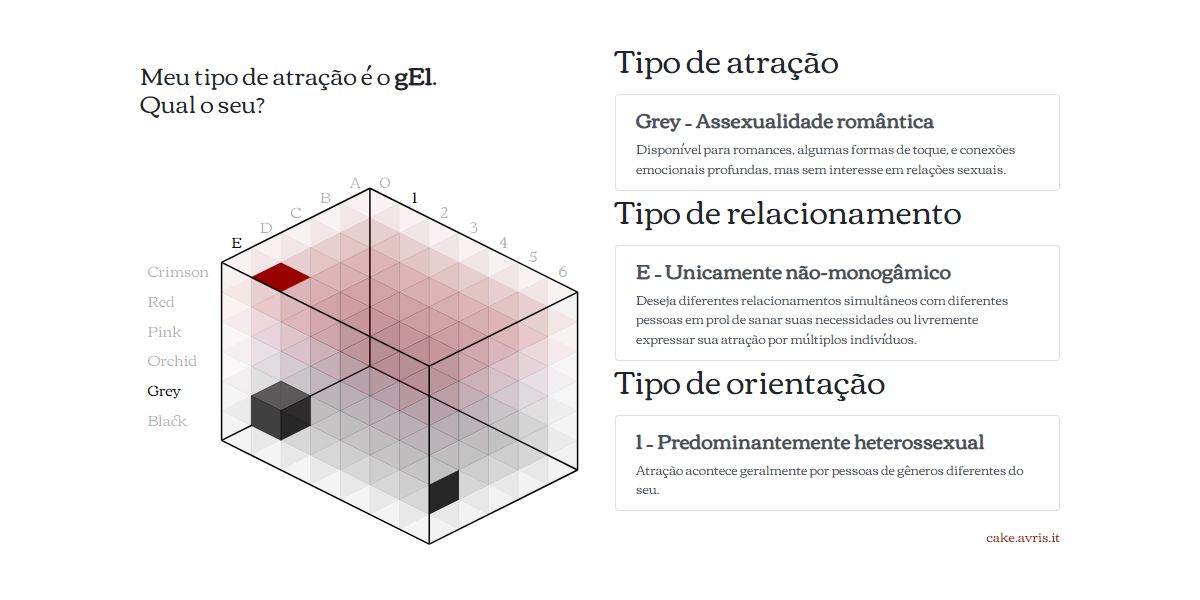 Meu tipo de atração é o gEl.
Qual o seu?
A
O
B
1
C
2
D
3
E
4
5
6
Crimson
Red
Pink
Orchid
Grey
Black
Tipo de atração
Grey - Assexualidade romântica
Disponível para romances, algumas formas de toque, e conexões
emocionais profundas, mas sem interesse em relações sexuais.
Tipo de relacionamento
E - Unicamente não-monogâmico
Deseja diferentes relacionamentos simultâneos com diferentes
pessoas em prol de sanar suas necessidades ou livremente
expressar sua atração por múltiplos indivíduos.
Tipo de orientação
1 - Predominantemente heterossexual
Atração acontece geralmente por pessoas de gêneros diferentes do
seu.
cake.avris.it